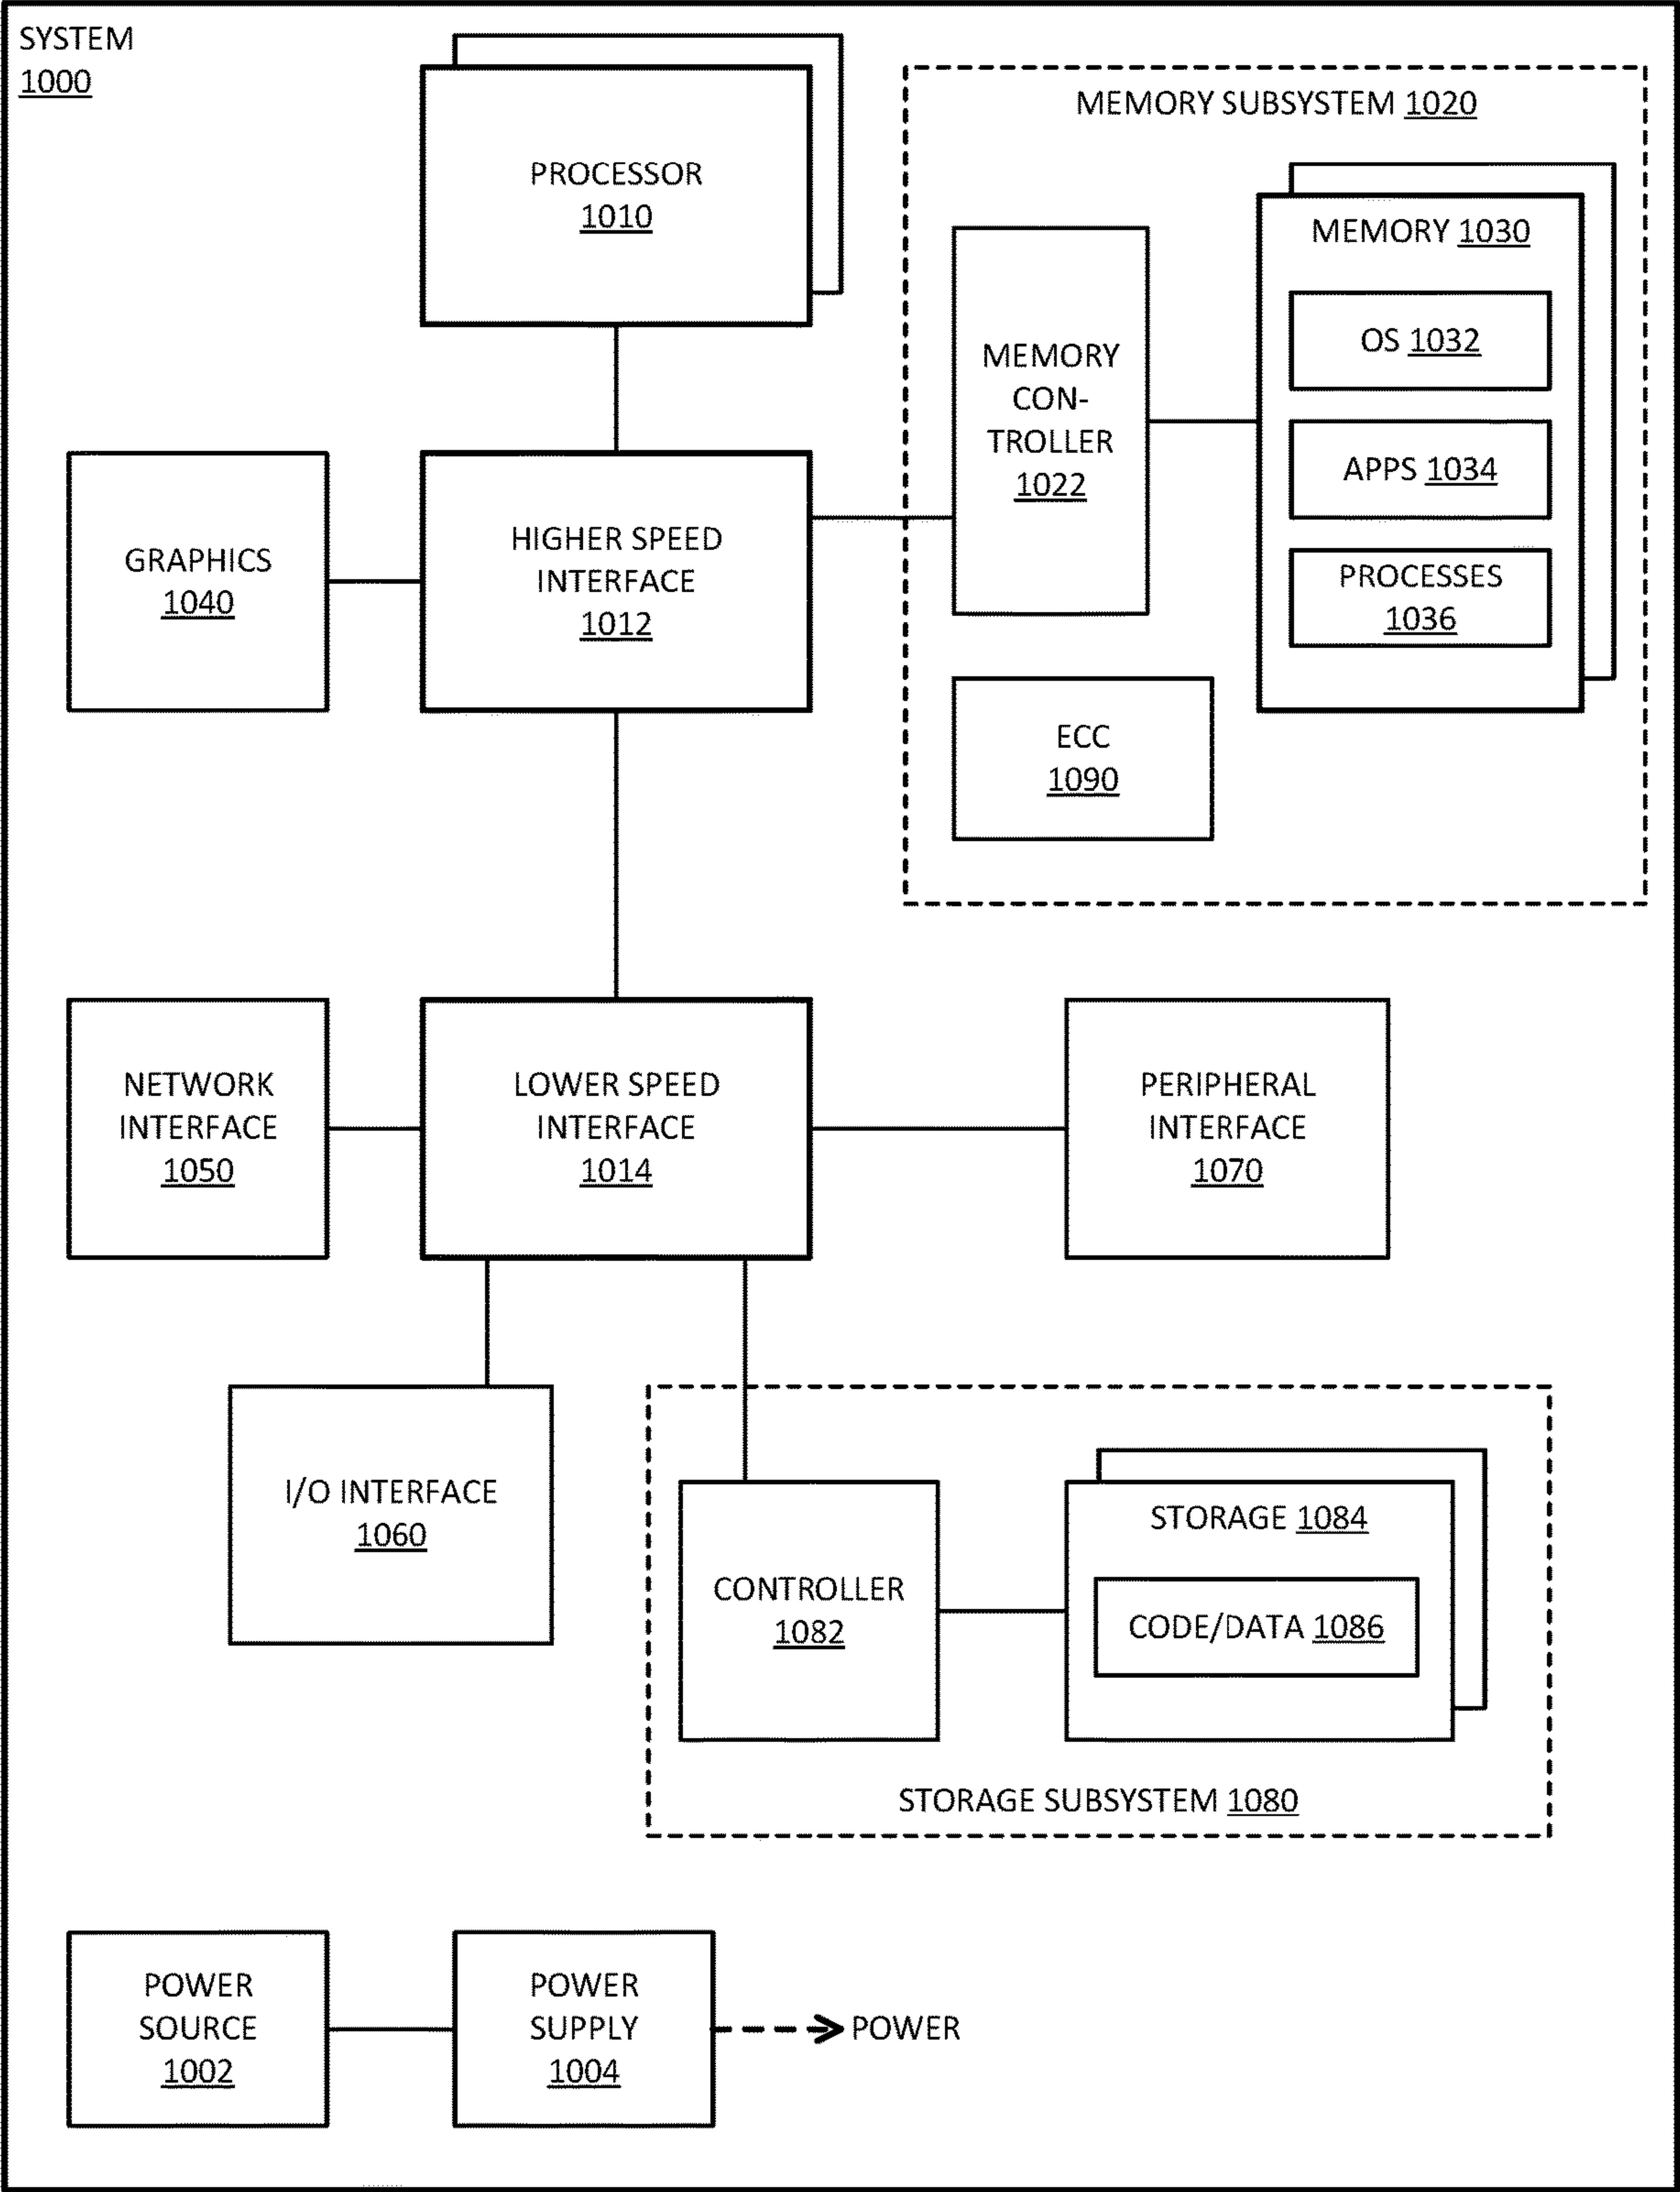 SYSTEM
1000
PROCESSOR
1010
MEMORY SUBSYSTEM 1020
MEMORY
CON-
TROLLER
1022
MEMORY 1030
OS 1032
APPS 1034
PROCESSES
1036
ECC
1090
GRAPHICS
1040
HIGHER SPEED
INTERFACE
1012
NETWORK
INTERFACE
1050
LOWER SPEED
INTERFACE
1014
PERIPHERAL
INTERFACE
1070
I/O INTERFACE
1060
CONTROLLER
1082
STORAGE 1084
CODE/DATA 1086
STORAGE SUBSYSTEM 1080
POWER
SOURCE
1002
POWER
SUPPLY
1004
POWER